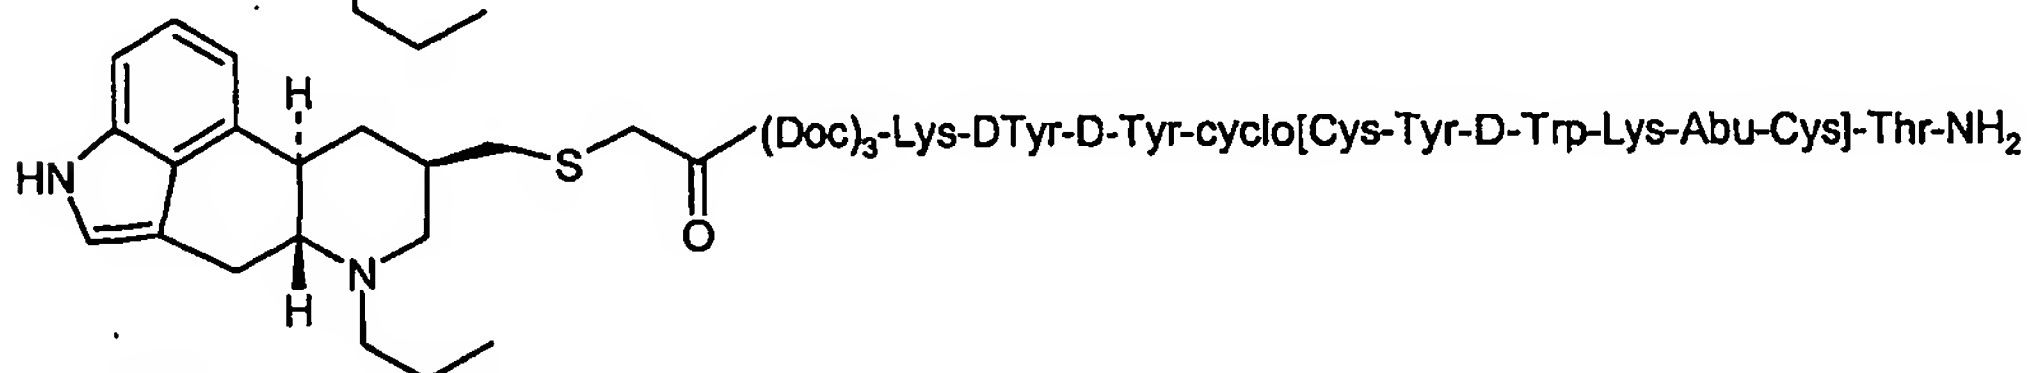 H
(Doc)3-Lys-DTyr-D-Tyr-cyclo[Cys-Tyr-D-Trp-Lys-Abu-Cys]-Thr-NH2
S
HN
O
N
H